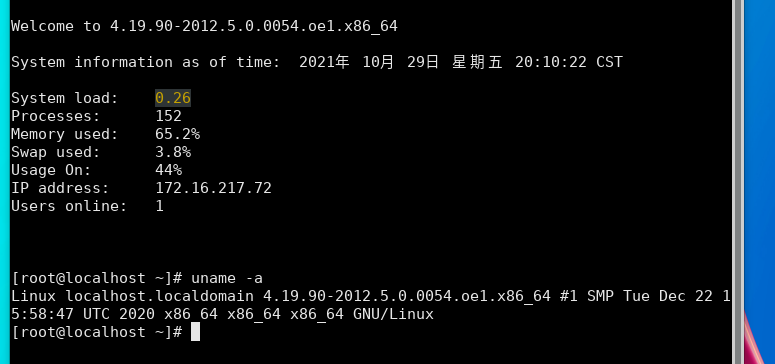 Welcome to 4.19.90-2012.5.0.0054.oe1.x86_64
System information as of time:  2021年 10月 29日 星期五 20:10:22 CST
System load:    0.26
Processes:      152
Memory used:    65.2%
Swap used:      3.8%
Usage On:       44%
IP address:     172.16.217.72
Users online:   1
[root@localhost ~]# uname -a
Linux localhost.localdomain 4.19.90-2012.5.0.0054.oe1.x86_64 #1 SMP Tue Dec 22 1
5:58:47 UTC 2020 x86_64 x86_64 x86_64 GNU/Linux
[root@localhost ~]#